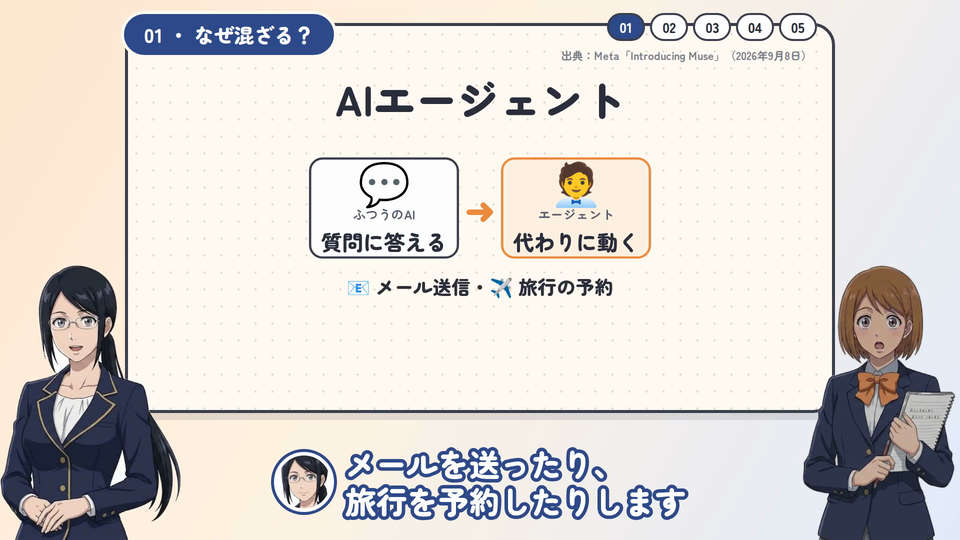 01 ・ なぜ混ざる？
01 02 03 04 05
出典：Meta「Introducing Muse」（2026年9月8日）
AIエージェント
ふつうのAI
質問に答える
エージェント
代わりに動く
メール送信・ 旅行の予約
メールを送ったり、
旅行を予約したりします